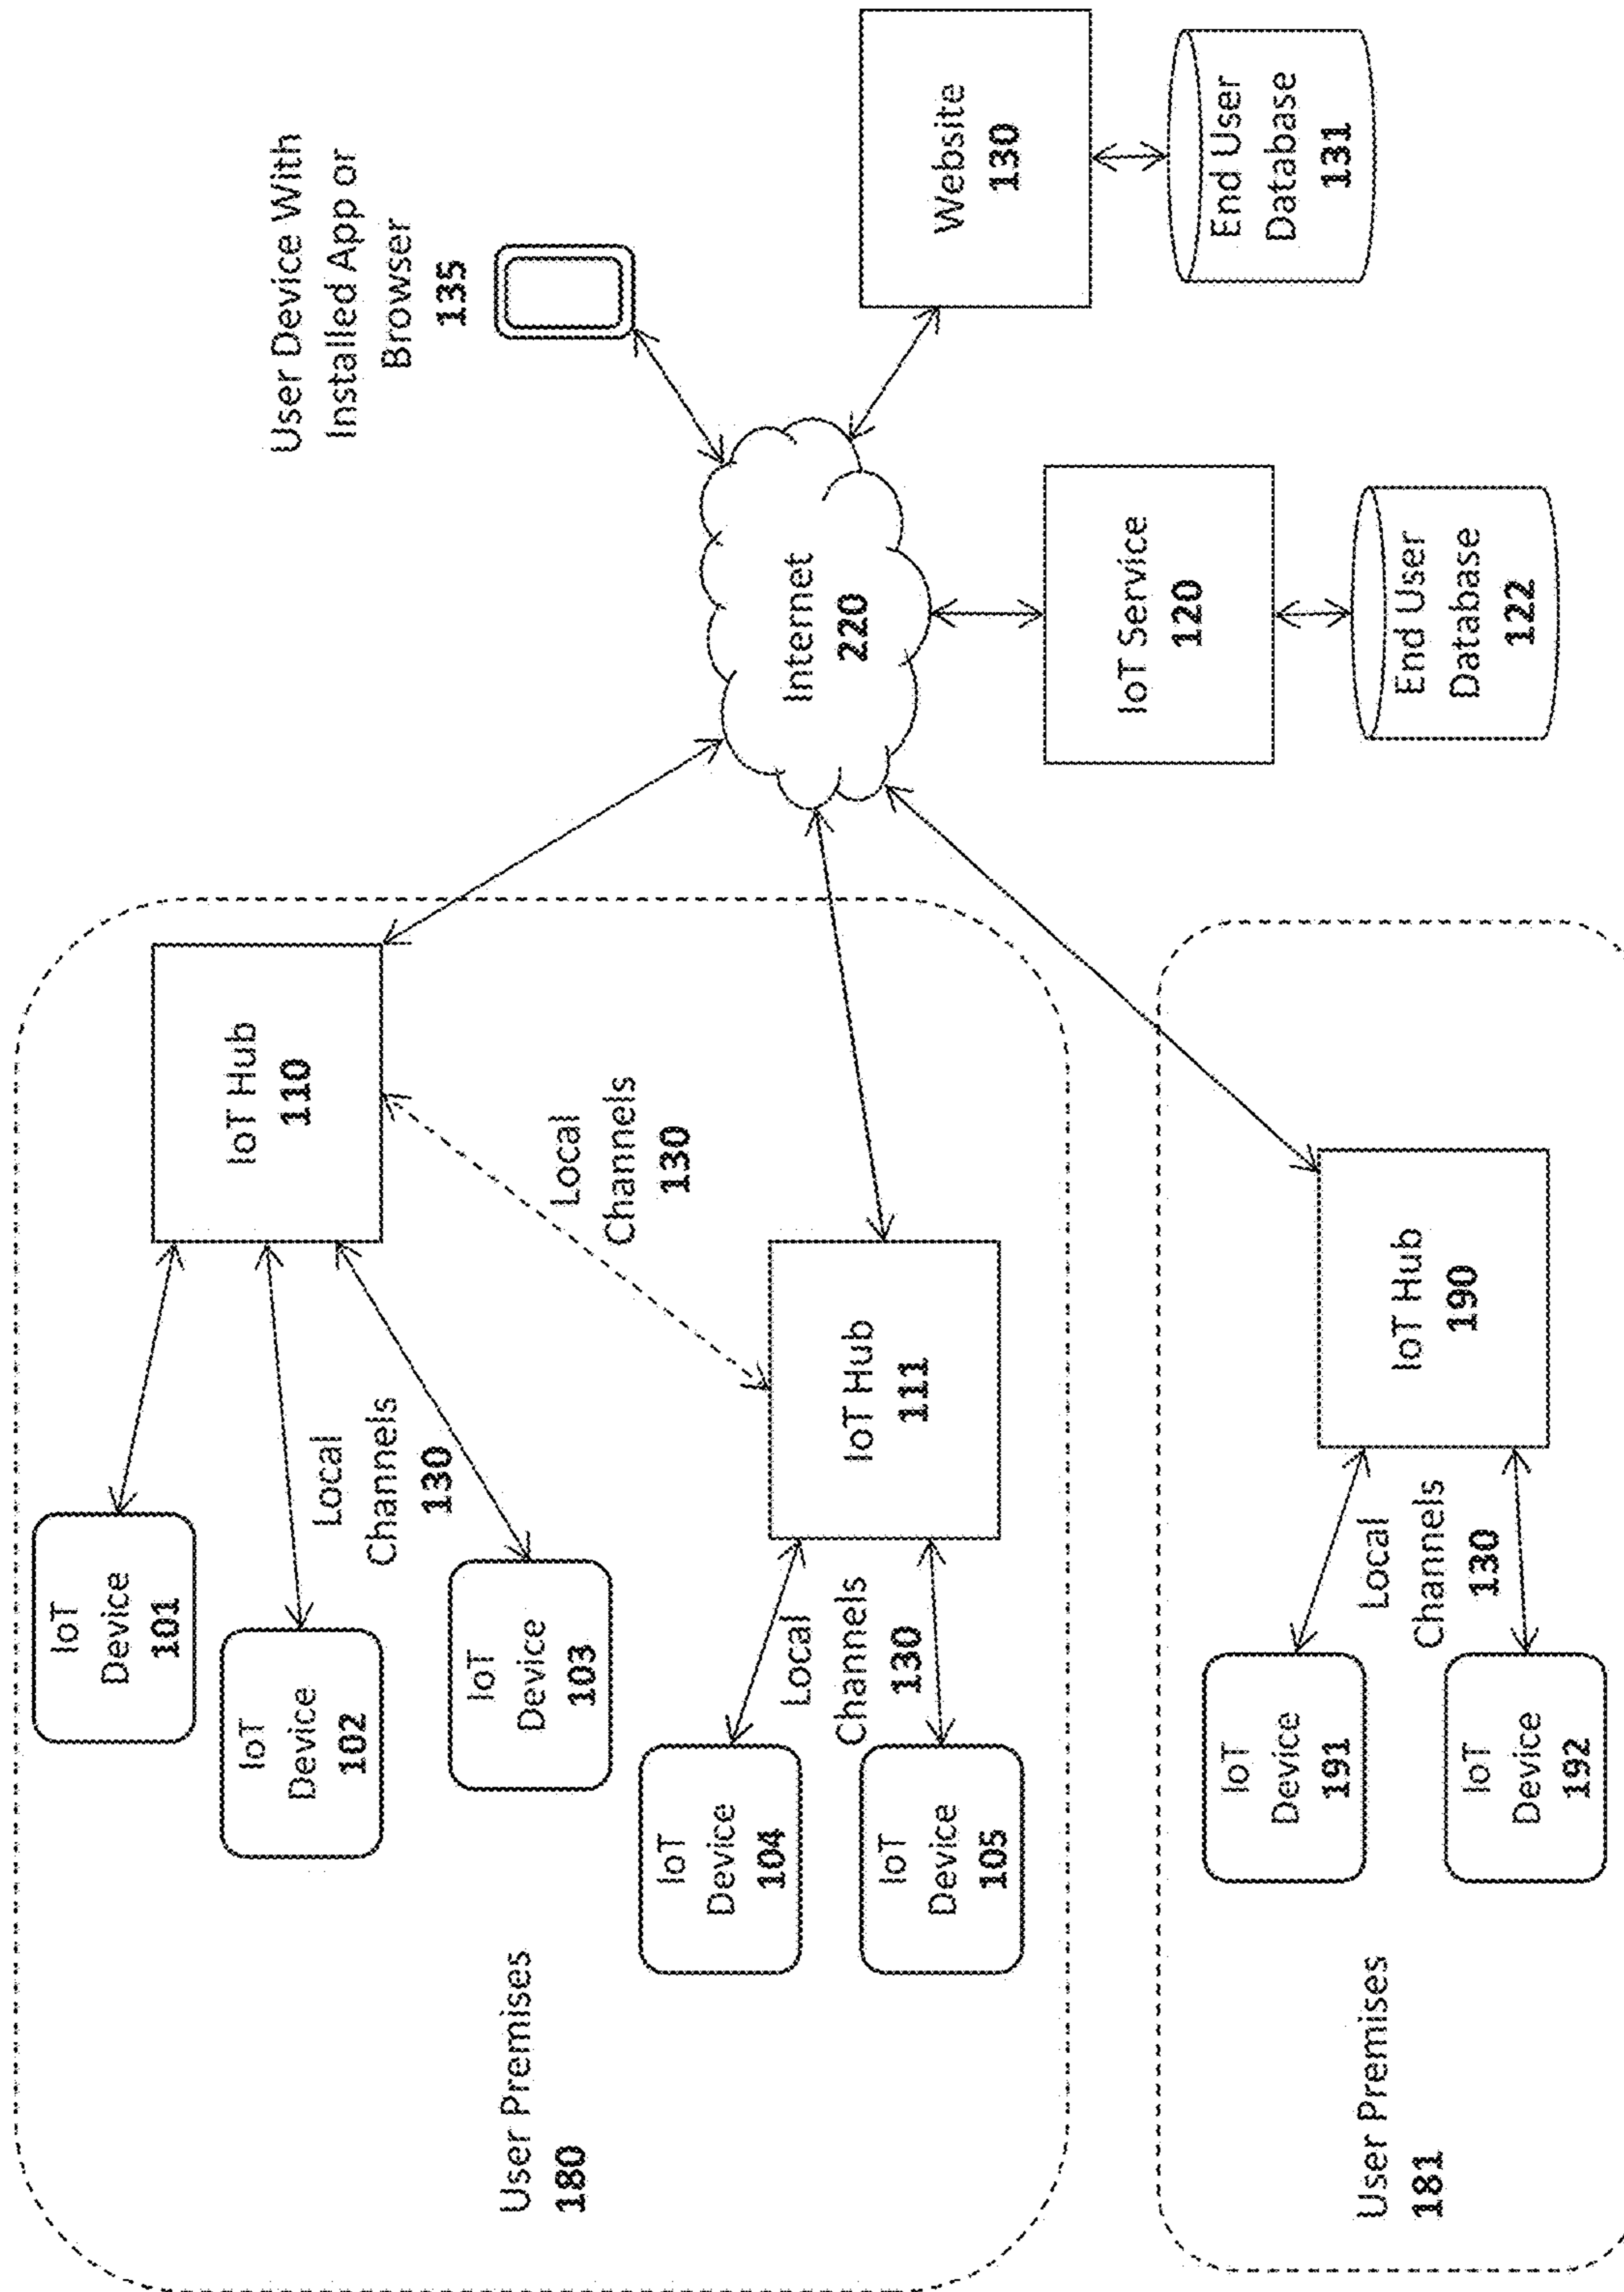 IoT
Device
101
IoT
Device
102
IoT
Device
103
Local
Channels
130
IoT Hub
110
Local
Channels
130
User Premises
180
IoT
Device
104
IoT
Device
105
Local
Channels
130
IoT Hub
111
User Device With
Installed App or
Browser
135
Internet
220
Website
130
End User
Database
131
IoT Service
120
End User
Database
122
User Premises
181
IoT
Device
191
IoT
Device
192
Local
Channels
130
IoT Hub
190